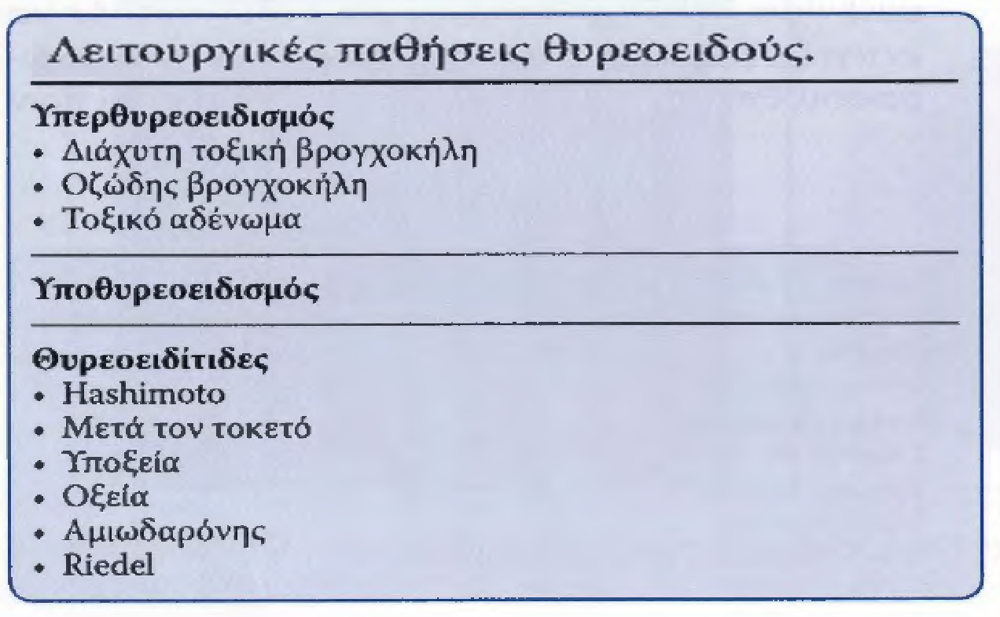 Λειτουργικές παθήσεις θυρεοειδούς.
Υπερθυρεοειδισμός
• Διάχυτη τοξική βρογχοκήλη
• Οζώδης βρογχοκήλη
• Τοξικό αδένωμα
Υποθυρεοειδισμός
Θυρεοειδίτιδες
• Hashimoto
• Μετά τον τοκετό
• Υποξεία
• Οξεία
• Αμιωδαρόνης
• Riedel